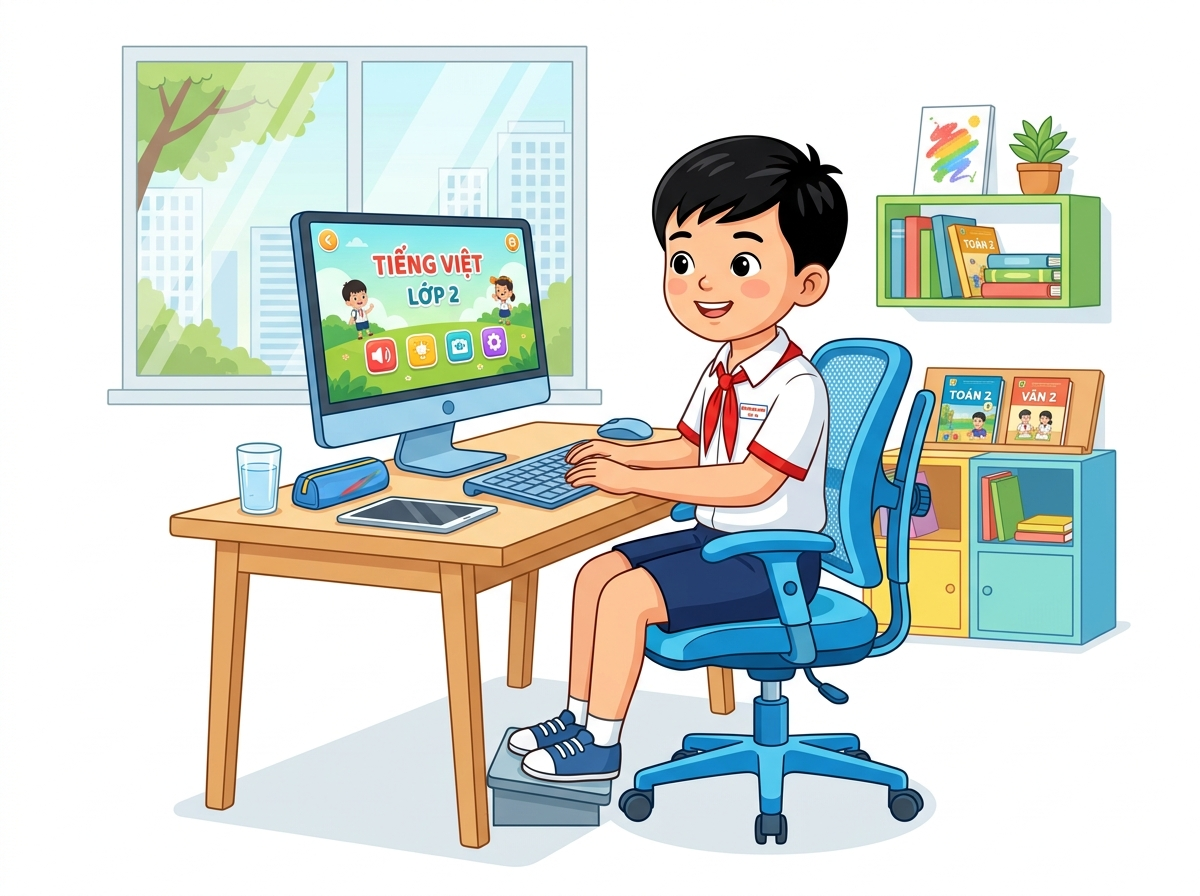 TIẾNG VIỆT
LỚP 2
TOÁN 2
TOÁN 2
VĂN 2